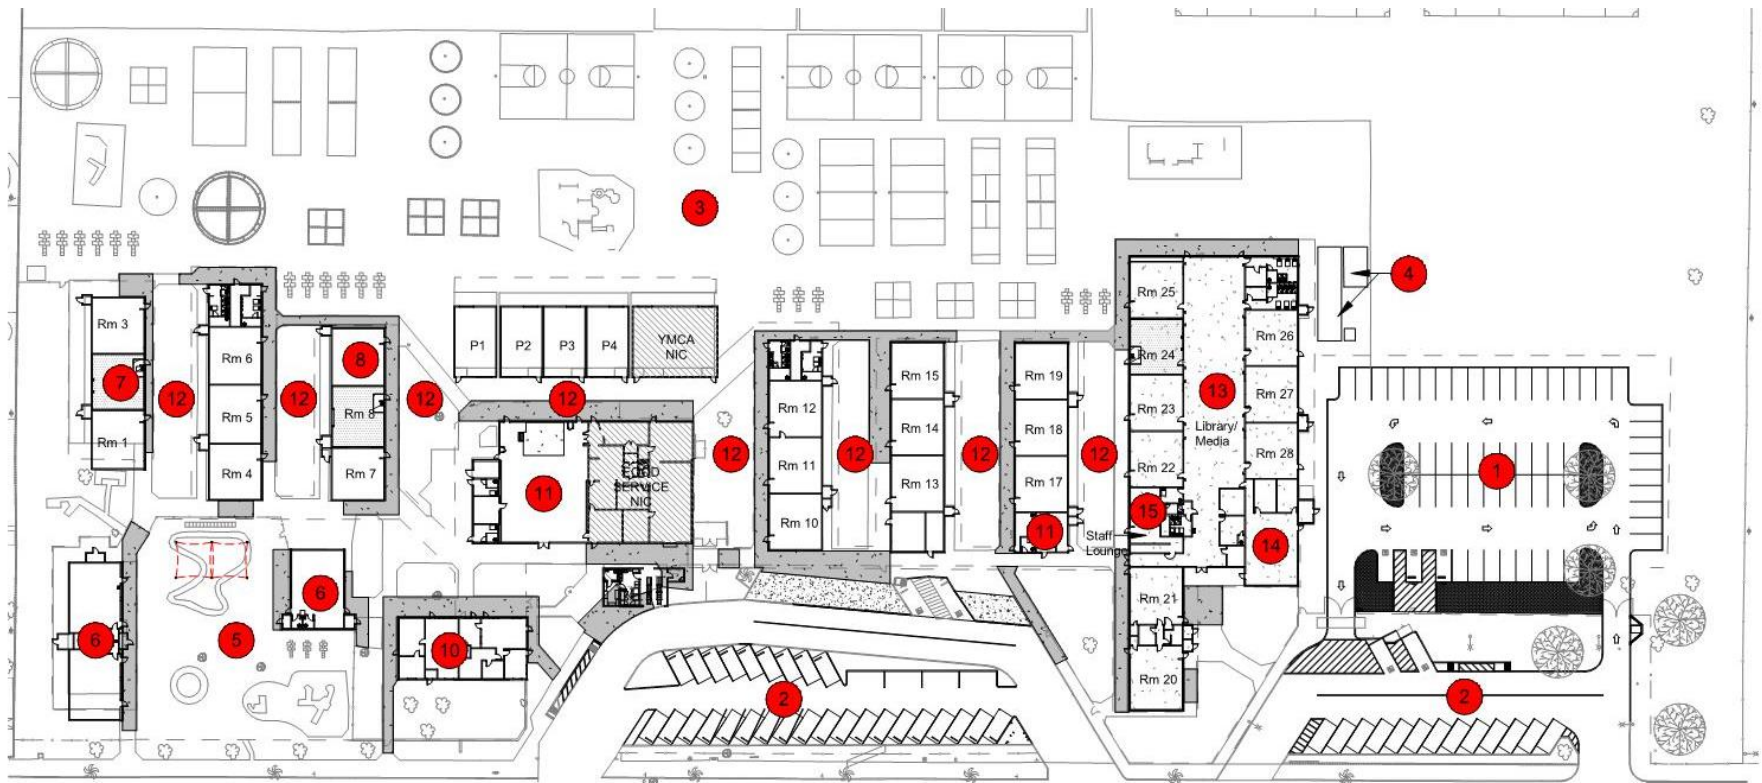 3
4
Rm 3
Rm 6
8
P1
P2
P3
P4
YMCA
NIC
Rm 25
Rm 26
Rm 24
7
12
12
Rm 8
12
12
Rm 15
Rm 19
13
Rm 27
Rm 5
Rm 12
Rm 14
Rm 18
Rm 23
Library/
Media
Rm 1
Rm 4
Rm 7
12
12
12
12
Rm 11
Rm 13
Rm 17
Rm 22
Rm 28
1
11
FOOD
SERVICE
NIC
Rm 10
11
15
Staff
Lounge
14
6
6
5
10
Rm 21
Rm 20
2
2